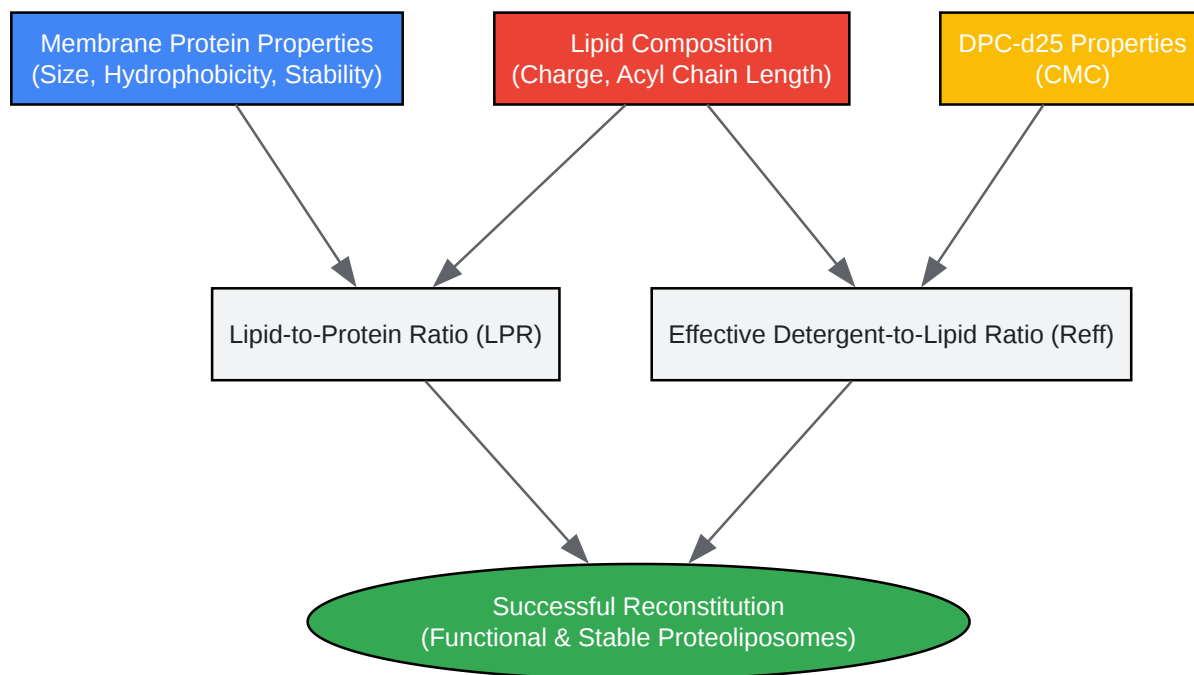 Membrane Protein Properties
(Size, Hydrophobicity, Stability)
Lipid Composition
(Charge, Acyl Chain Length)
DPC-d25 Properties
(CMC)
Lipid-to-Protein Ratio (LPR)
Effective Detergent-to-Lipid Ratio (Reff)
Successful Reconstitution
(Functional & Stable Proteoliposomes)